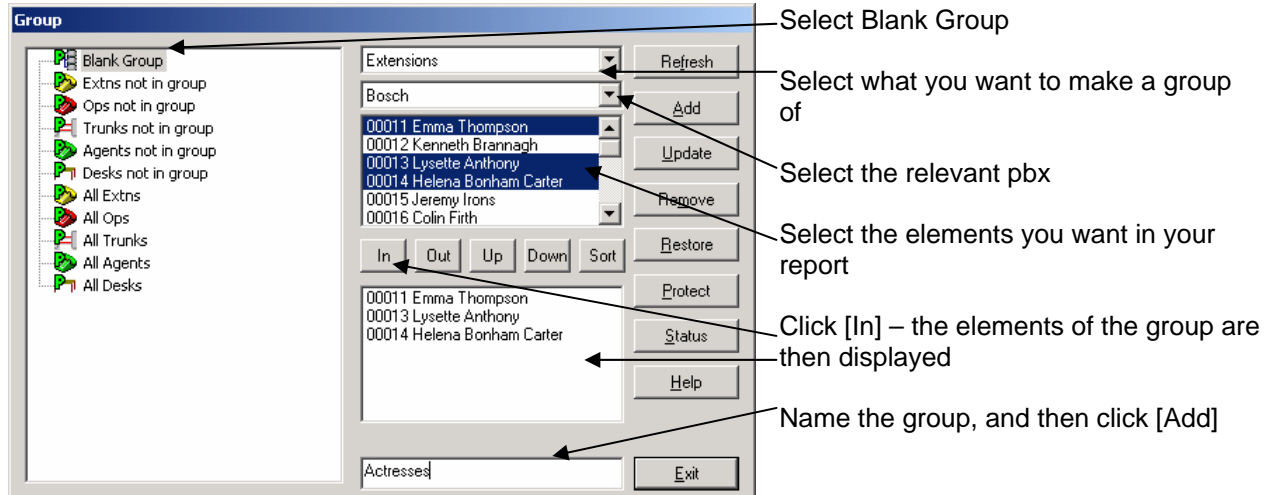 Group
Blank Group
Extns not in group
Ops not in group
Trunks not in group
Agents not in group
Desks not in group
All Extns
All Ops
All Trunks
All Agents
All Desks
Extensions
Bosch
00011 Emma Thompson
00012 Kenneth Brannagh
00013 Lysette Anthony
00014 Helena Bonham Carter
00015 Jeremy Irons
00016 Colin Firth
In Out Up Down Sort
00011 Emma Thompson
00013 Lysette Anthony
00014 Helena Bonham Carter
Actresses
Refresh
Add
Update
Remove
Restore
Protect
Status
Help
Exit
Select Blank Group
Select what you want to make a group
of
Select the relevant pbx
Select the elements you want in your
report
Click [In] – the elements of the group are
then displayed
Name the group, and then click [Add]